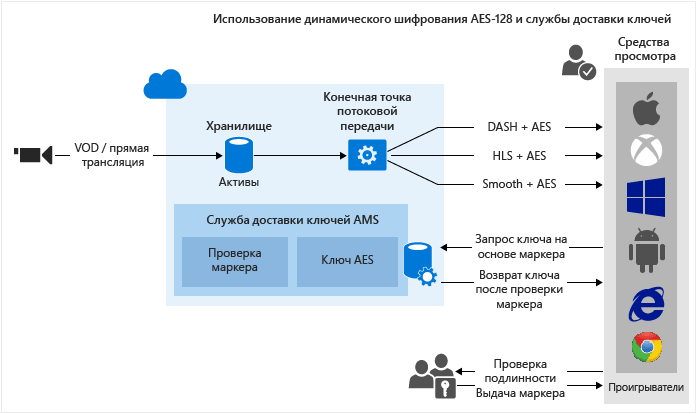 Использование динамического шифрования AES-128 и службы доставки ключей
Средства
просмотра
Конечная точка
потоковой
передачи
Хранилище
VOD / прямая
трансляция
Активы
DASH + AES
HLS + AES
Smooth + AES
Служба доставки ключей AMS
Проверка
маркера
Ключ AES
Запрос ключа на
основе маркера
Возврат ключа
после проверки
маркера
Проверка
подлинности
Выдача маркера
Проигрыватели